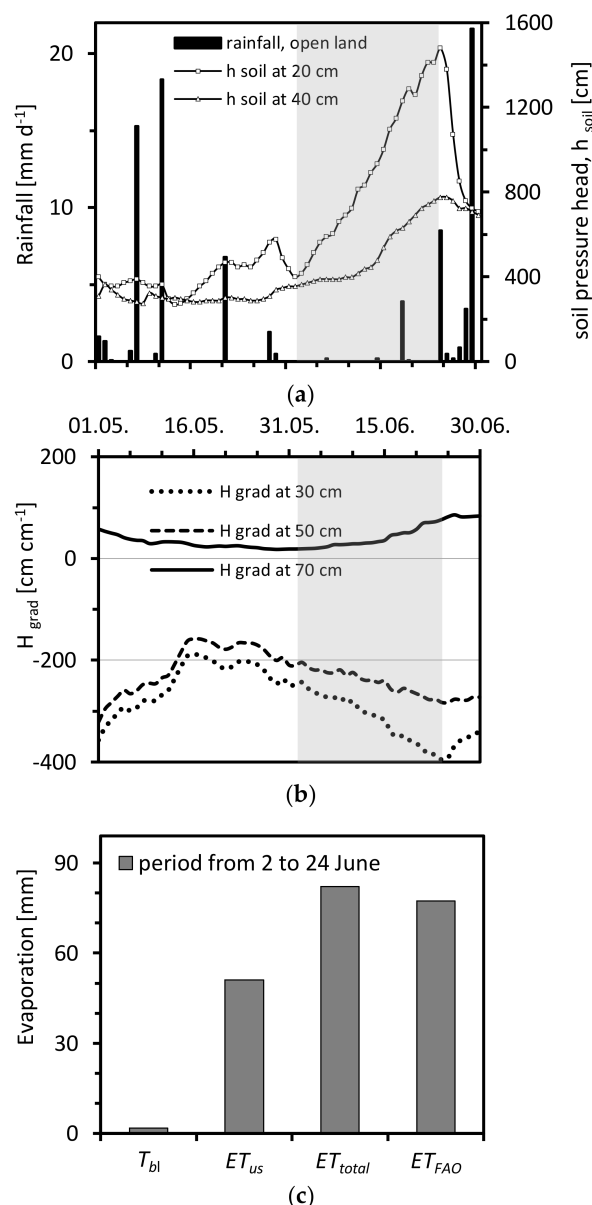 rainfall, open land
h soil at 20 cm
h soil at 40 cm
Rainfall [mm d-1]
20
10
0
1600
1200
800
400
0
soil pressure head, h soil [cm]
(a)
01.05. 16.05. 31.05. 15.06. 30.06.
200
0
-200
-400
H grad [cm cm-1]
H grad at 30 cm
H grad at 50 cm
H grad at 70 cm
(b)
period from 2 to 24 June
Evaporation [mm]
90
60
30
0
Tbl ETus ETtotal ETFAO
(c)